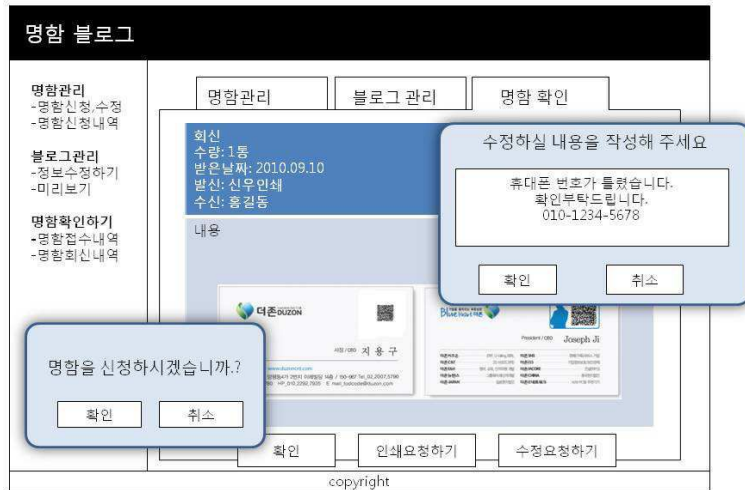 명함 블로그
명함관리
-명함신청,수정
-명함신청내역
블로그관리
-정보수정하기
-미리보기
명함확인하기
-명함접수내역
-명함회신내역
명함관리
블로그 관리
명함 확인
회신
수량: 1통
받은날짜: 2010.09.10
발신: 신우인쇄
수신: 홍길동
내용
더존 DUZON
사장 / CEO 지 용 구
President / CEO Joseph Ji
수정하실 내용을 작성해 주세요
휴대폰 번호가 틀렸습니다.
확인부탁드립니다.
010-1234-5678
확인
취소
명함을 신청하시겠습니까.?
확인
취소
확인
인쇄요청하기
수정요청하기
copyright